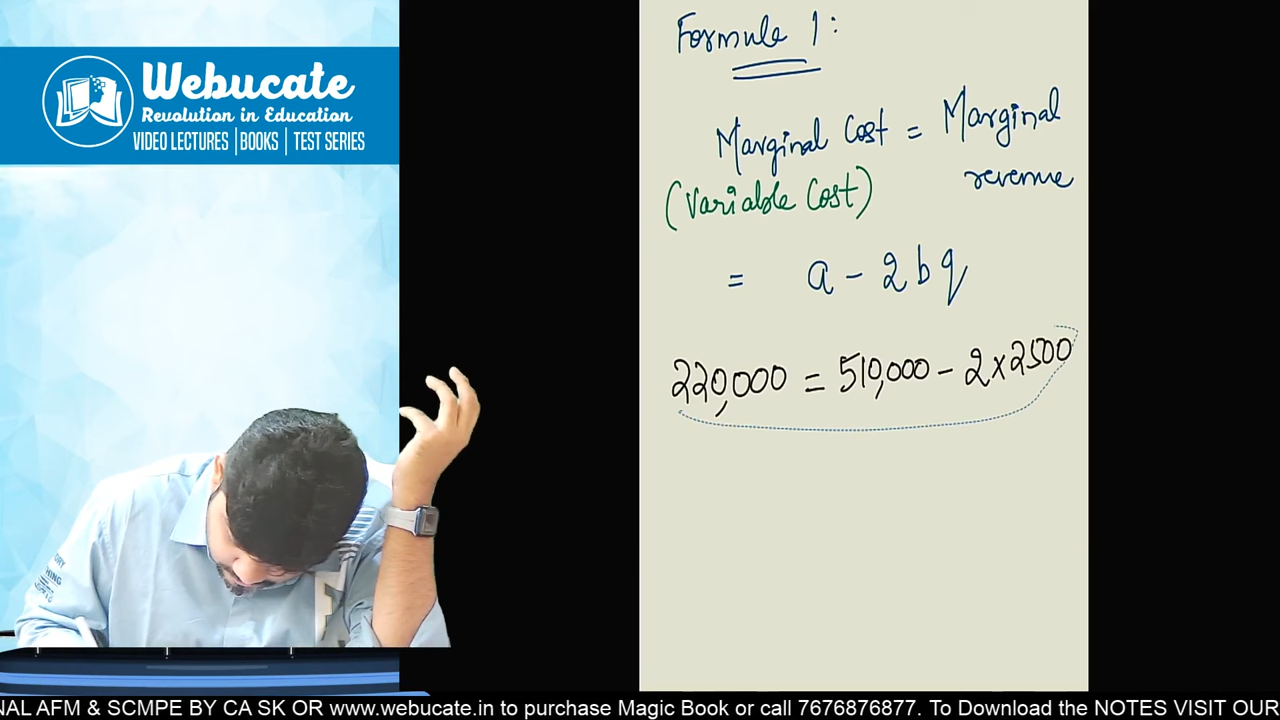 Webucate
Revolution in Education
VIDEO LECTURES | BOOKS | TEST SERIES
Formule 1:
Marginal Cost = Marginal revenue
(Variable Cost)
= a - 2bq
220,000 = 510,000 - 2 x 2500
NAL AFM & SCMPE BY CA SK OR www.webucate.in to purchase Magic Book or call 7676876877. To Download the NOTES VISIT OUR